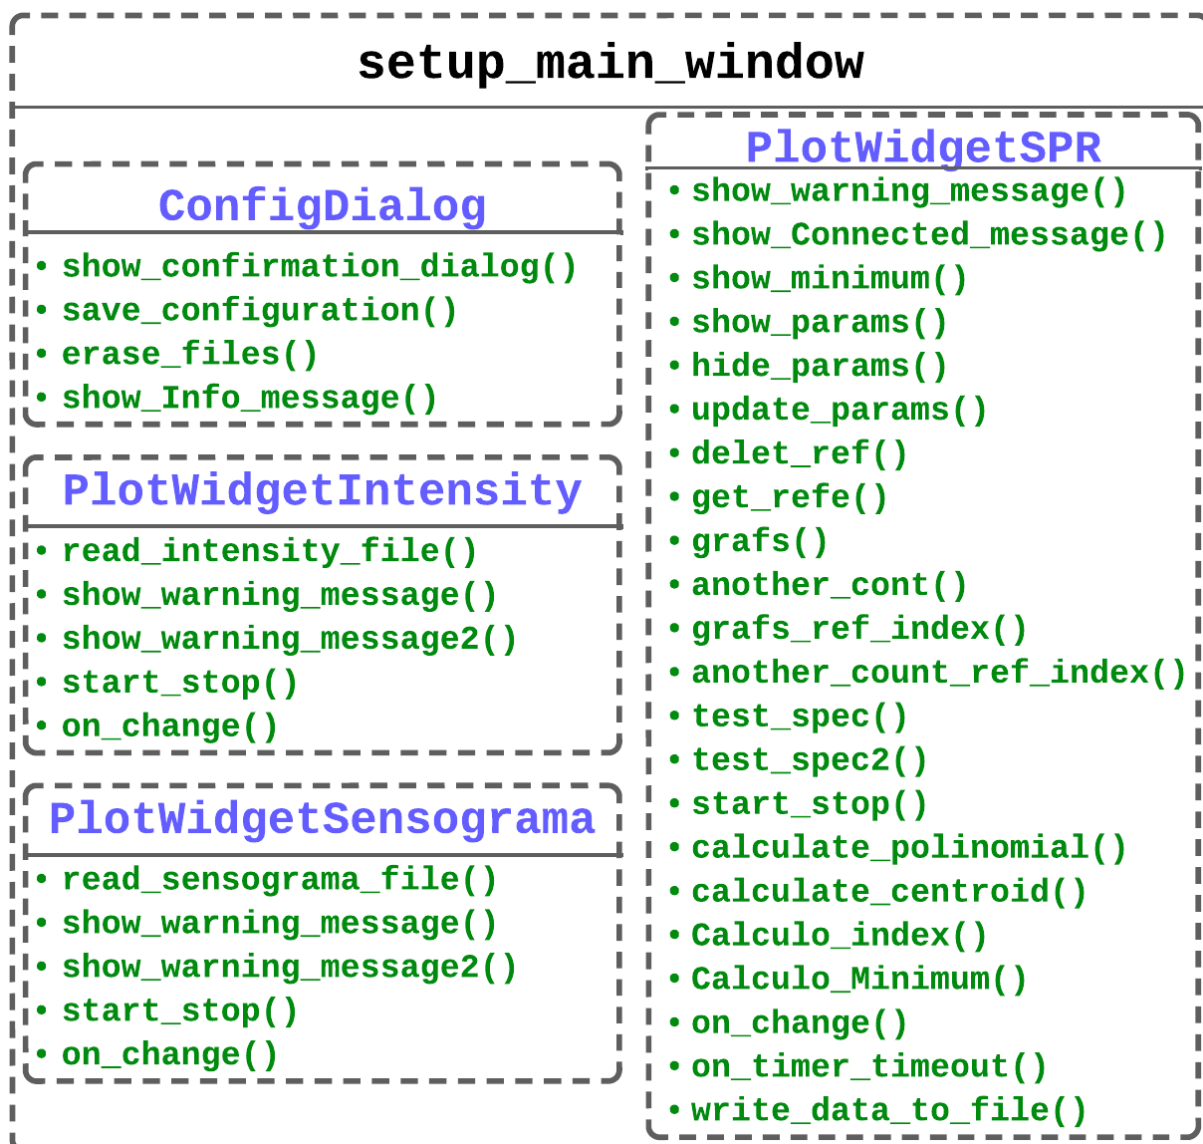 setup_main_window
ConfigDialog
• show_confirmation_dialog()
• save_configuration()
• erase_files()
• show_Info_message()
PlotWidgetIntensity
• read_intensity_file()
• show_warning_message()
• show_warning_message2()
• start_stop()
• on_change()
PlotWidgetSensograma
• read_sensograma_file()
• show_warning_message()
• show_warning_message2()
• start_stop()
• on_change()
PlotWidgetSPR
• show_warning_message()
• show_Connected_message()
• show_minimum()
• show_params()
• hide_params()
• update_params()
• delet_ref()
• get_refe()
• grafs()
• another_cont()
• grafs_ref_index()
• another_count_ref_index()
• test_spec()
• test_spec2()
• start_stop()
• calculate_polinomial()
• calculate_centroid()
• Calculo_index()
• Calculo_Minimum()
• on_change()
• on_timer_timeout()
• write_data_to_file()